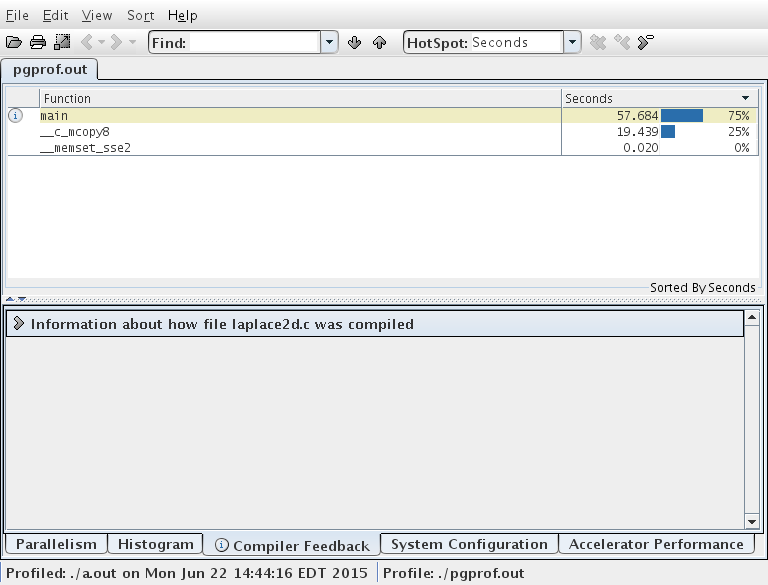 File Edit View Sort Help
Find: HotSpot: Seconds
pgprof.out
Function Seconds
main 57.684 75%
__c_mcopy8 19.439 25%
__memset_sse2 0.020 0%
Sorted By Seconds
Information about how file laplace2d.c was compiled
Parallelism Histogram Compiler Feedback System Configuration Accelerator Performance
Profiled: ./a.out on Mon Jun 22 14:44:16 EDT 2015 Profile: ./pgprof.out